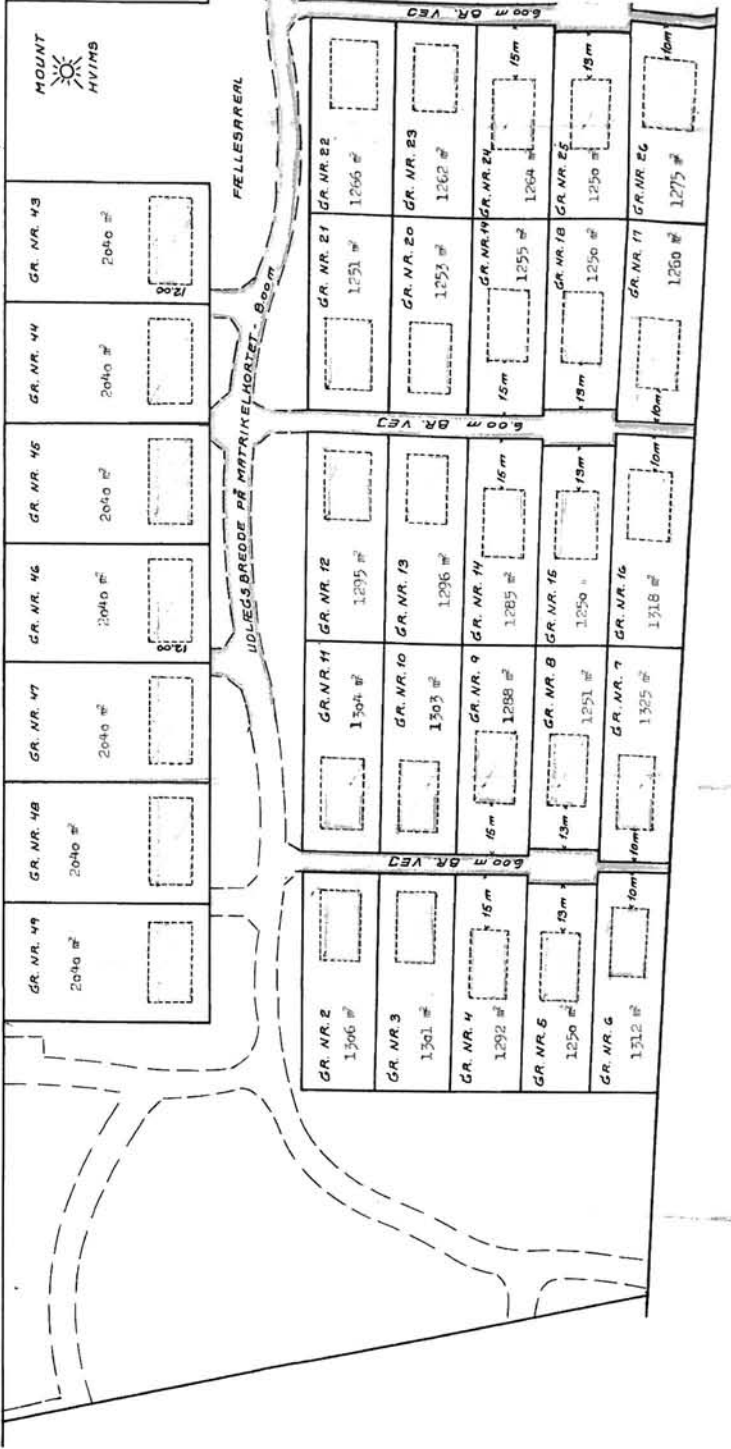 MOUNT
HVIMS
FÆLLESAREAL
GR. NR. 43
2040 m²
12.00
GR. NR. 44
2040 m²
GR. NR. 45
2040 m²
GR. NR. 46
2040 m²
12.00
GR. NR. 47
2040 m²
GR. NR. 48
2040 m²
GR. NR. 49
2040 m²
UDLÆGSBREDDE PÅ MATRIKELKORTET - 8.00 m
6.00 m BR. VEJ
GR. NR. 22
1266 m²
GR. NR. 23
1262 m²
GR. NR. 24
1264 m²
15m
GR. NR. 25
1250 m²
13m
GR. NR. 26
1275 m²
10m
GR. NR. 21
1251 m²
GR. NR. 20
1253 m²
GR. NR. 19
1255 m²
15m
GR. NR. 18
1250 m²
13m
GR. NR. 17
1260 m²
10m
6.00 m BR. VEJ
GR. NR. 12
1295 m²
GR. NR. 13
1296 m²
GR. NR. 14
1285 m²
15m
GR. NR. 15
1250 "
13m
GR. NR. 16
1318 m²
10m
GR. NR. 11
1304 m²
GR. NR. 10
1303 m²
GR. NR. 9
1288 m²
15m
GR. NR. 8
1251 m²
13m
GR. NR. 7
1325 m²
10m
6.00 m BR. VEJ
GR. NR. 2
1306 m²
GR. NR. 3
1301 m²
GR. NR. 4
1292 m²
15m
GR. NR. 5
1250 m²
13m
GR. NR. 6
1312 m²
10m